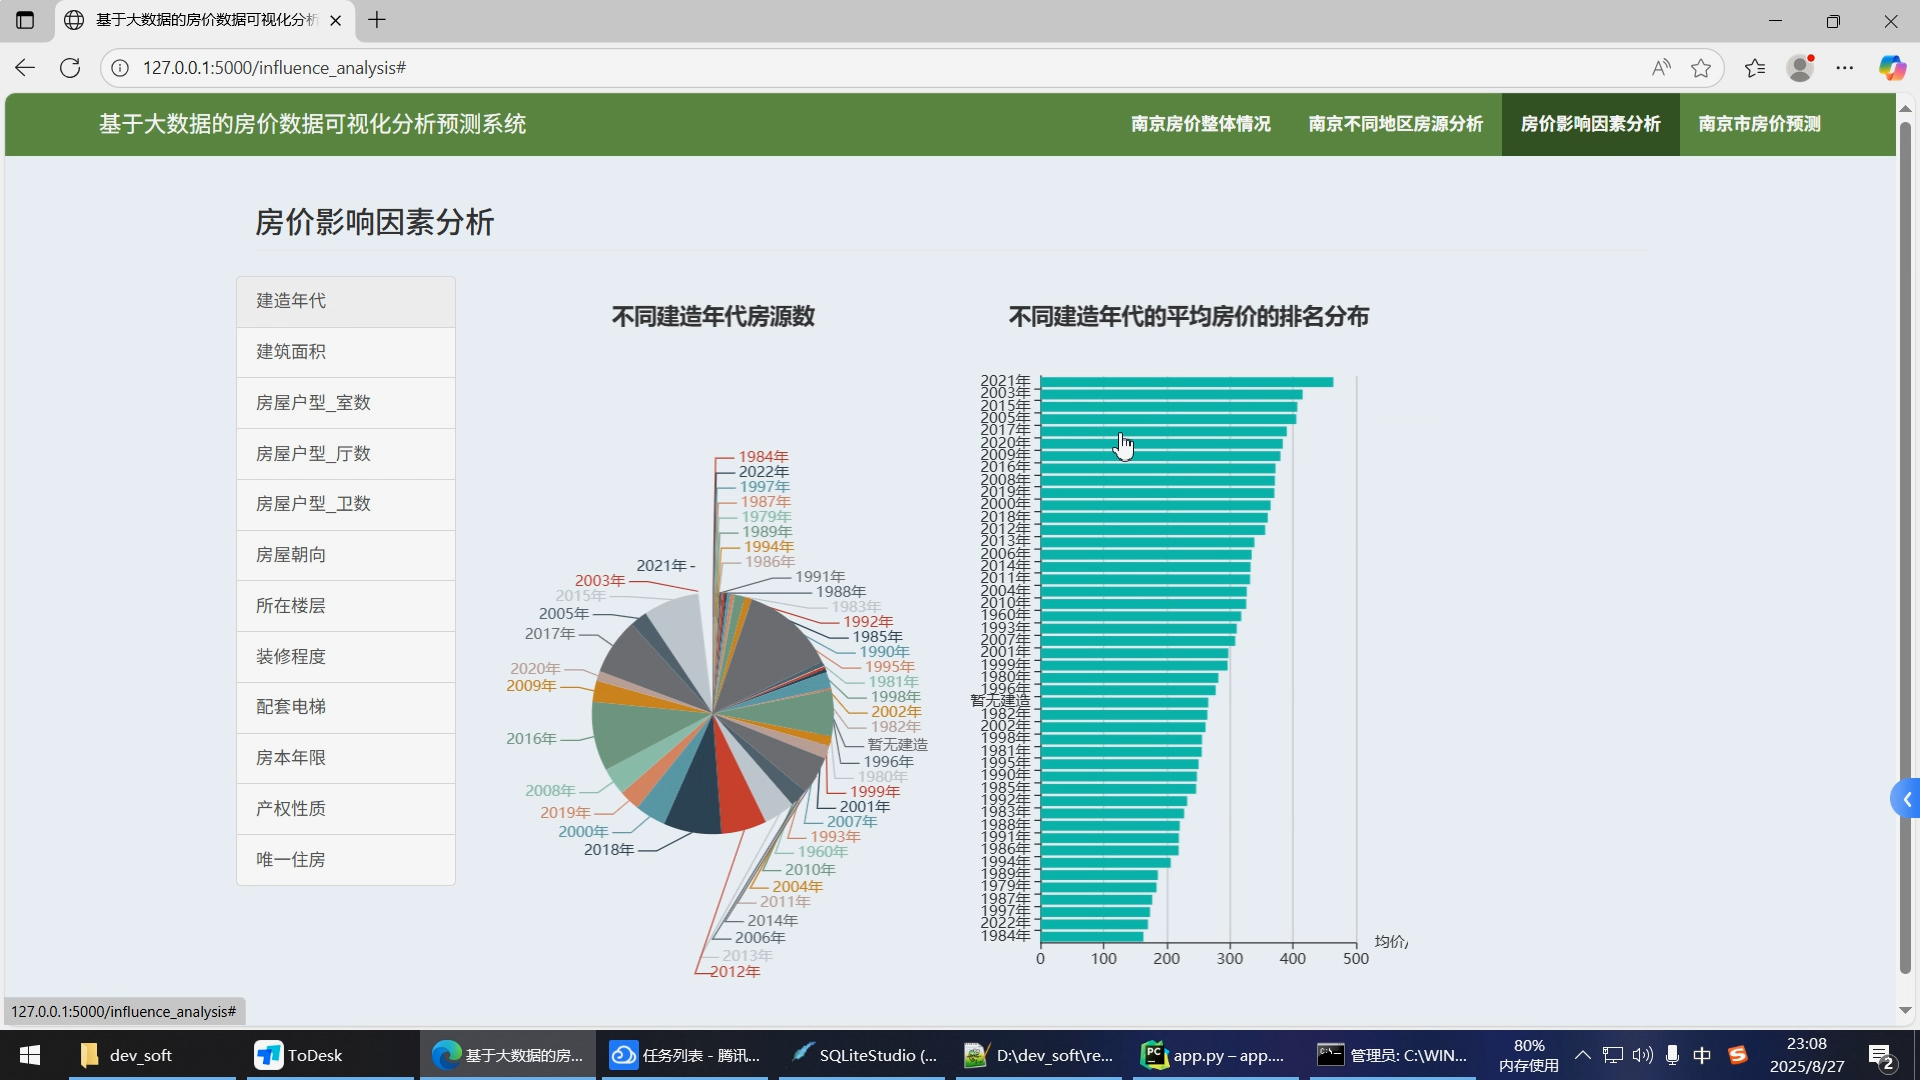 基于大数据的房价数据可视化分析
127.0.0.1:5000/influence_analysis#
基于大数据的房价数据可视化分析预测系统
南京房价整体情况
南京不同地区房源分析
房价影响因素分析
南京市房价预测
房价影响因素分析
建造年代
建筑面积
房屋户型_室数
房屋户型_厅数
房屋户型_卫数
房屋朝向
所在楼层
装修程度
配套电梯
房本年限
产权性质
唯一住房
不同建造年代房源数
1984年
2022年
1997年
1987年
1979年
1989年
1994年
1986年
1991年
1988年
1983年
1992年
1985年
1990年
1995年
1981年
1998年
2002年
1982年
暂无建造
1996年
1980年
1999年
2001年
2007年
1993年
1960年
2010年
2004年
2011年
2014年
2006年
2013年
2012年
2018年
2000年
2019年
2008年
2016年
2009年
2020年
2017年
2005年
2015年
2003年
2021年
不同建造年代的平均房价的排名分布
2021年
2003年
2015年
2005年
2017年
2020年
2009年
2016年
2008年
2019年
2000年
2018年
2012年
2013年
2006年
2014年
2011年
2004年
2010年
1960年
1993年
2007年
2001年
1999年
1980年
1996年
暂无建造
1982年
2002年
1998年
1981年
1995年
1990年
1985年
1992年
1983年
1988年
1991年
1986年
1994年
1989年
1979年
1987年
1997年
2022年
1984年
0 100 200 300 400 500
均价/
127.0.0.1:5000/influence_analysis#
dev_soft
ToDesk
基于大数据的房...
任务列表 - 腾讯...
SQLiteStudio (...
D:\dev_soft\re...
app.py – app....
管理员: C:\WIN...
80%
内存使用
中
23:08
2025/8/27
2